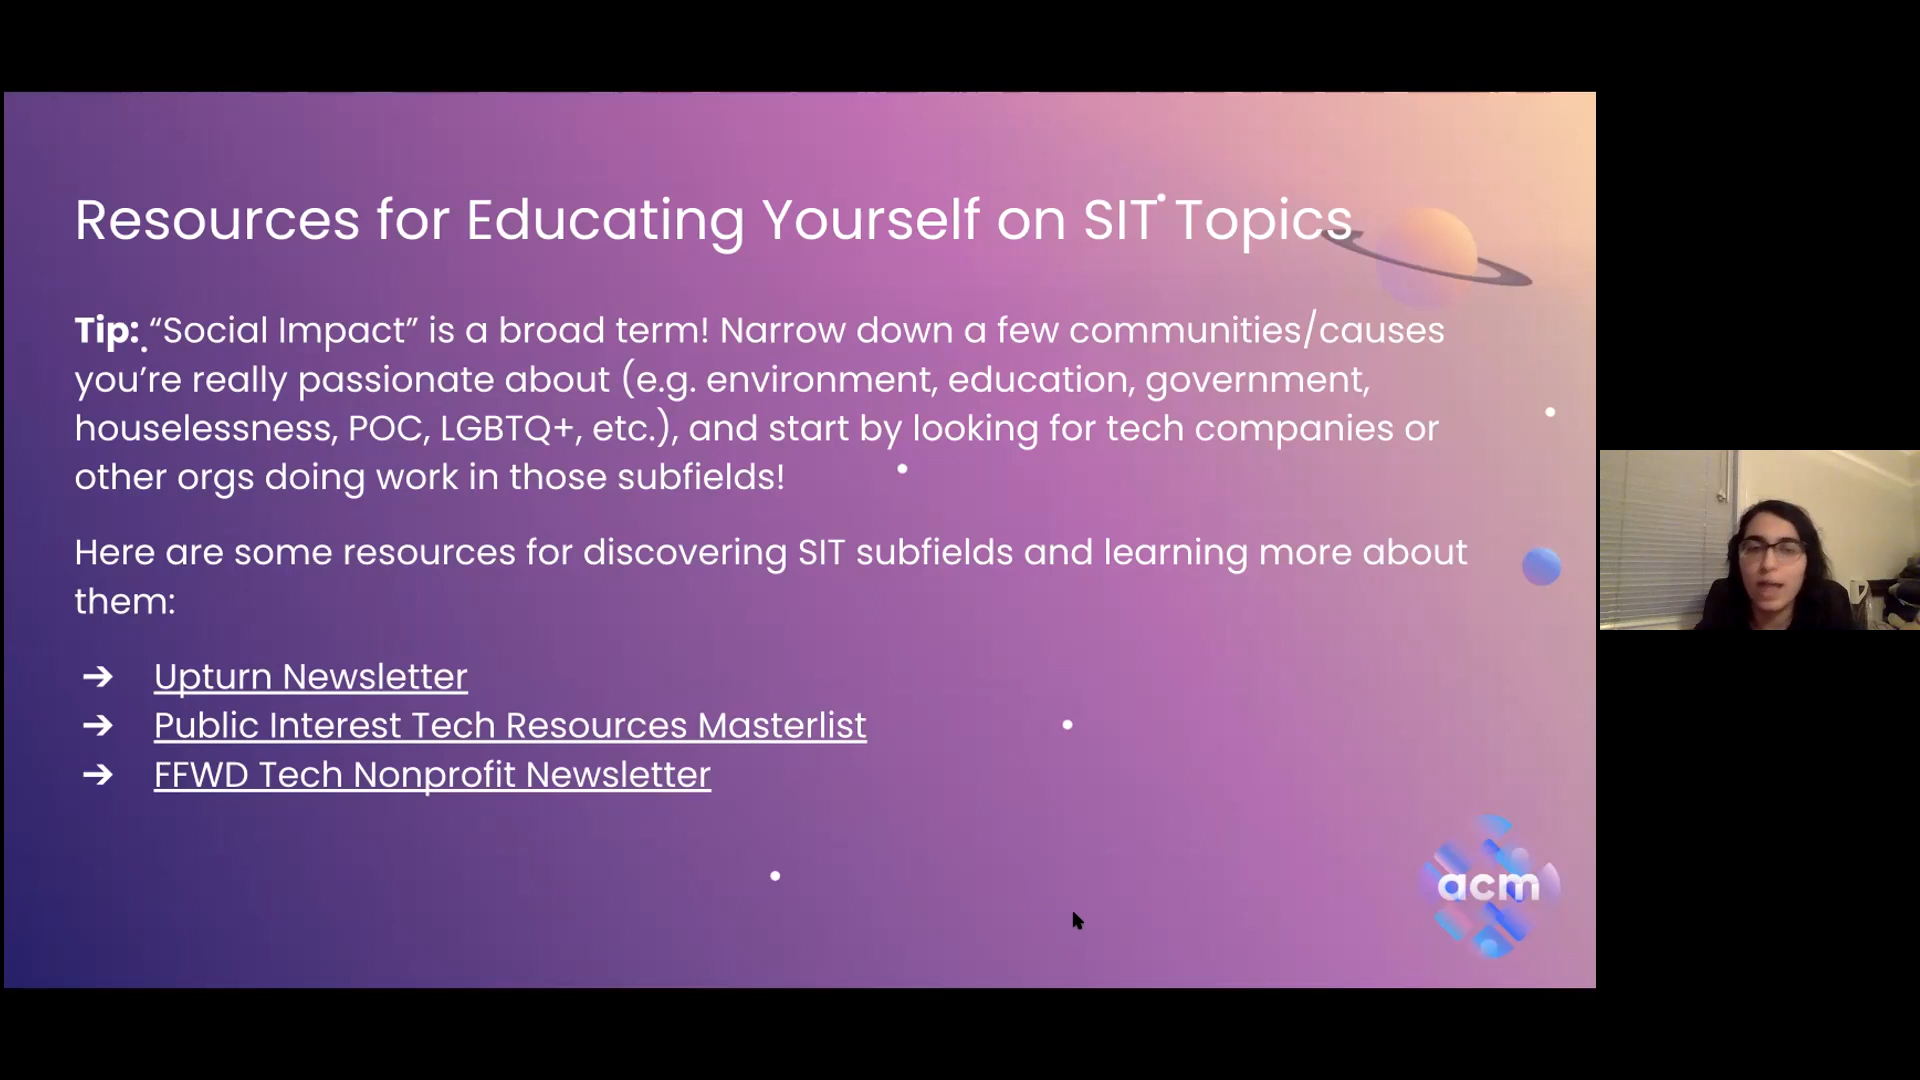 Resources for Educating Yourself on SIT Topics
Tip: “Social Impact” is a broad term! Narrow down a few communities/causes
you’re really passionate about (e.g. environment, education, government,
houselessness, POC, LGBTQ+, etc.), and start by looking for tech companies or
other orgs doing work in those subfields!
Here are some resources for discovering SIT subfields and learning more about
them:
➔ Upturn Newsletter
➔ Public Interest Tech Resources Masterlist
➔ FFWD Tech Nonprofit Newsletter
acm